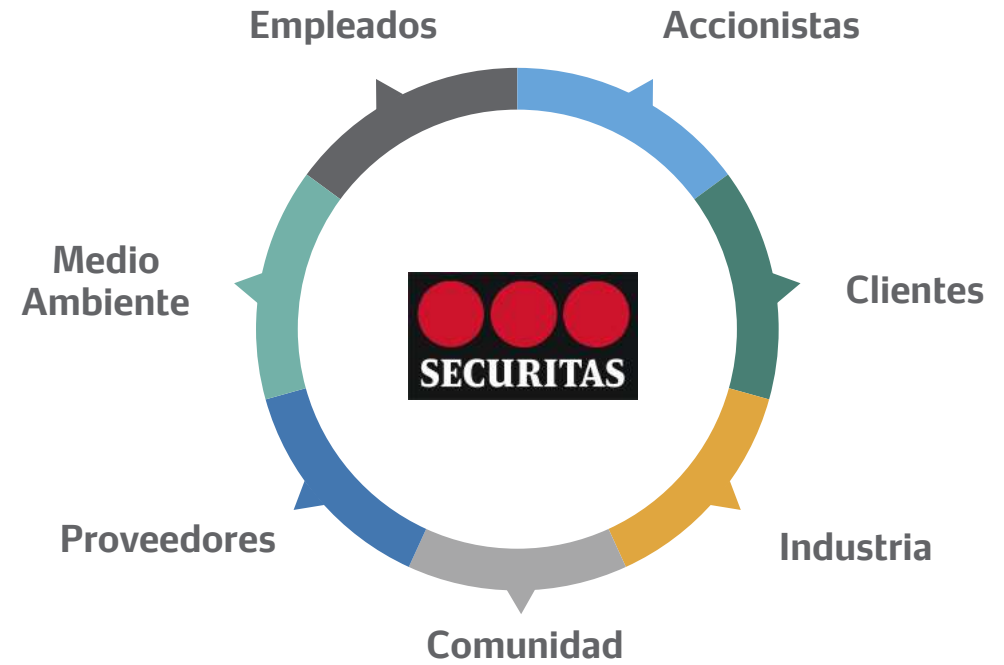 Empleados
Accionistas
Medio
Ambiente
Clientes
SECURITAS
Proveedores
Industria
Comunidad